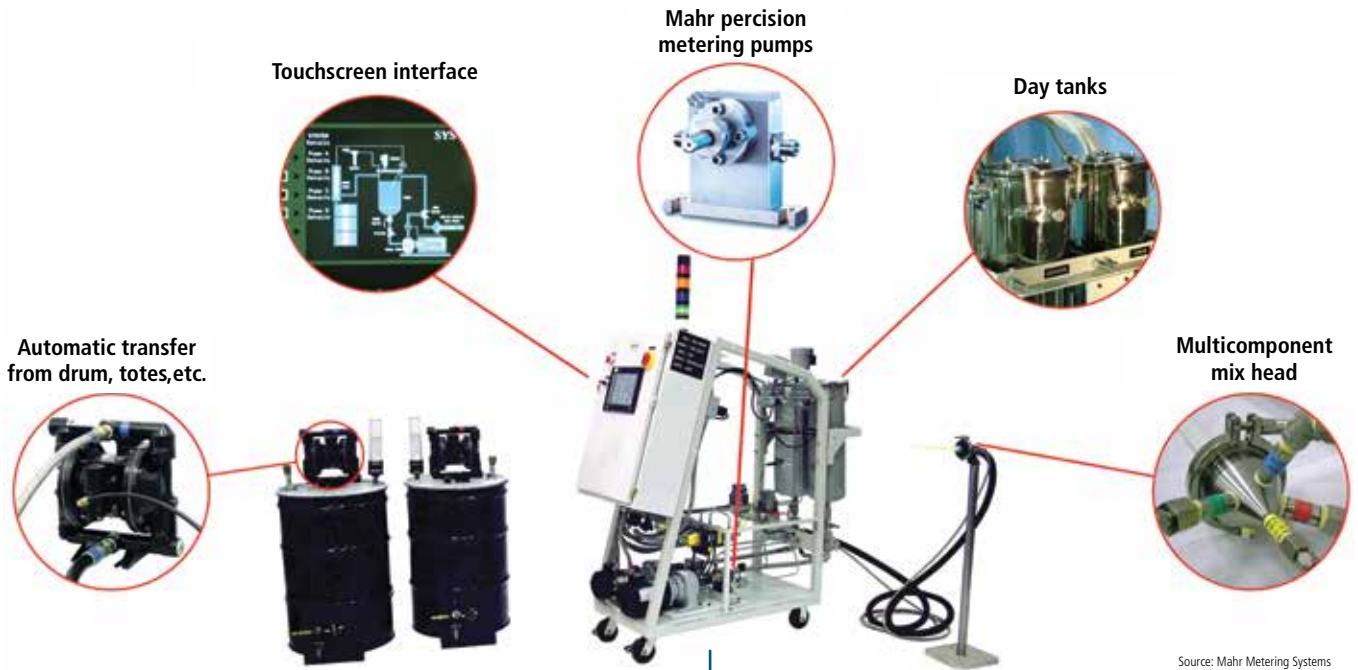 Mahr percision
metering pumps
Touchscreen interface
Day tanks
Automatic transfer
from drum, totes,etc.
Multicomponent
mix head
SYS
Source: Mahr Metering Systems